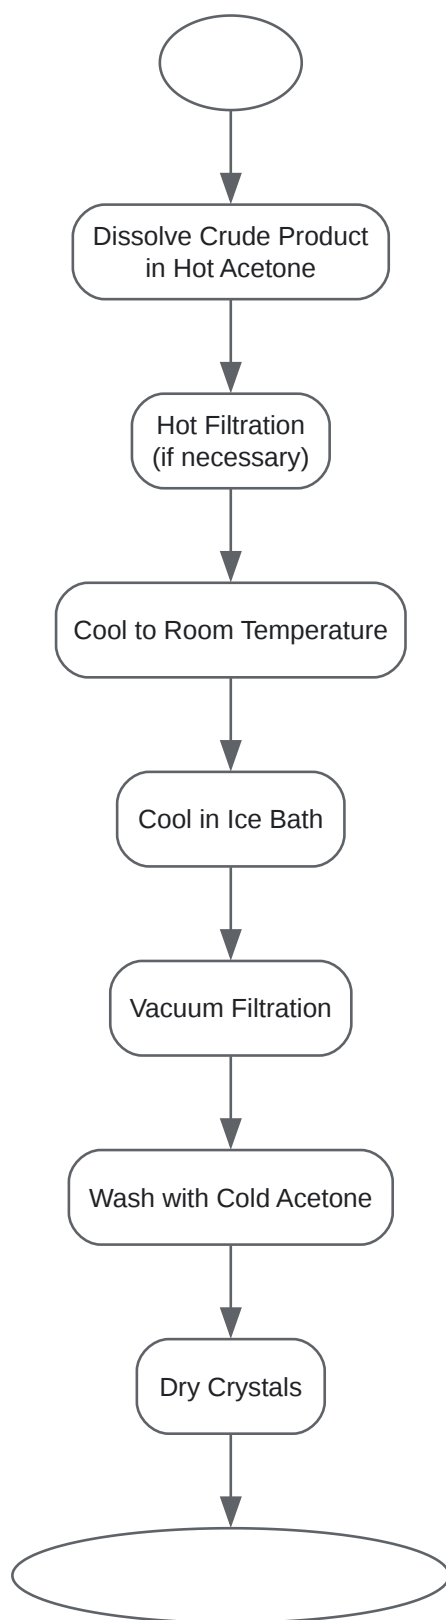 Dissolve Crude Product
in Hot Acetone
Hot Filtration
(if necessary)
Cool to Room Temperature
Cool in Ice Bath
Vacuum Filtration
Wash with Cold Acetone
Dry Crystals